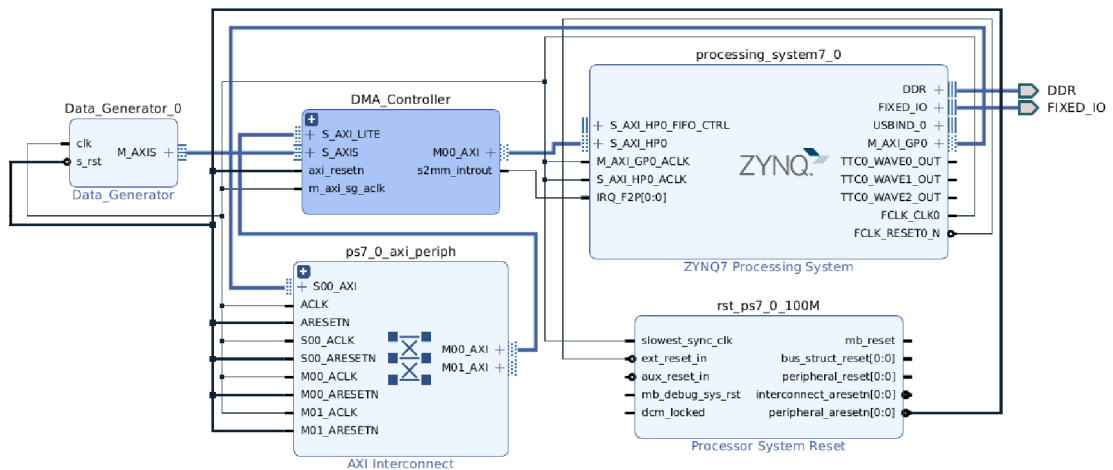 processing_system7_0
DDR
FIXED_IO
USBIND_0
M_AXI_GP0
TTC0_WAVE0_OUT
TTC0_WAVE1_OUT
TTC0_WAVE2_OUT
FCLK_CLK0
FCLK_RESET0_N
S_AXI_HP0_FIFO_CTRL
S_AXI_HP0
M_AXI_GP0_ACLK
S_AXI_HP0_ACLK
IRQ_F2P[0:0]
ZYNQ
ZYNQ7 Processing System
DDR
FIXED_IO
DMA_Controller
S_AXI_LITE
S_AXIS
axi_resetn
m_axi_sg_aclk
M00_AXI
s2mm_introut
Data_Generator_0
clk
s_rst
M_AXIS
Data_Generator
ps7_0_axi_periph
S00_AXI
ACLK
ARESETN
S00_ACLK
S00_ARESETN
M00_ACLK
M00_ARESETN
M01_ACLK
M01_ARESETN
M00_AXI
M01_AXI
AXI Interconnect
rst_ps7_0_100M
slowest_sync_clk
ext_reset_in
aux_reset_in
mb_debug_sys_rst
dcm_locked
mb_reset
bus_struct_reset[0:0]
peripheral_reset[0:0]
interconnect_aresetn[0:0]
peripheral_aresetn[0:0]
Processor System Reset